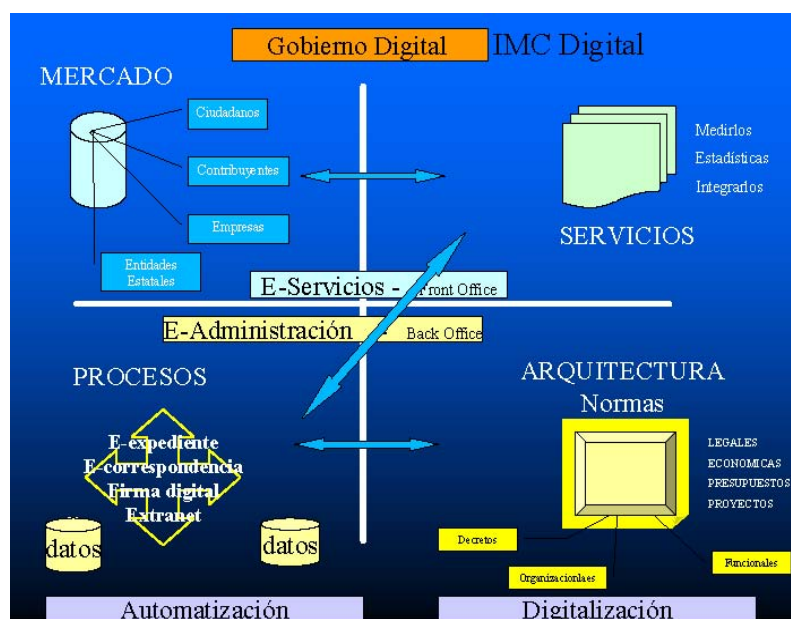 Gobierno Digital IMC Digital
MERCADO
Ciudadanos
Contribuyentes
Empresas
Entidades
Estatales
Medirlos
Estadísticas
Integrarlos
SERVICIOS
E-Servicios - Front Office
E-Administración - Back Office
PROCESOS
E-expediente
E-correspondencia
Firma digital
Extranet
datos
datos
ARQUITECTURA
Normas
LEGALES
ECONOMICAS
PRESUPUESTOS
PROYECTOS
Decretos
Organizacionlaes
Funcionales
Automatización
Digitalización